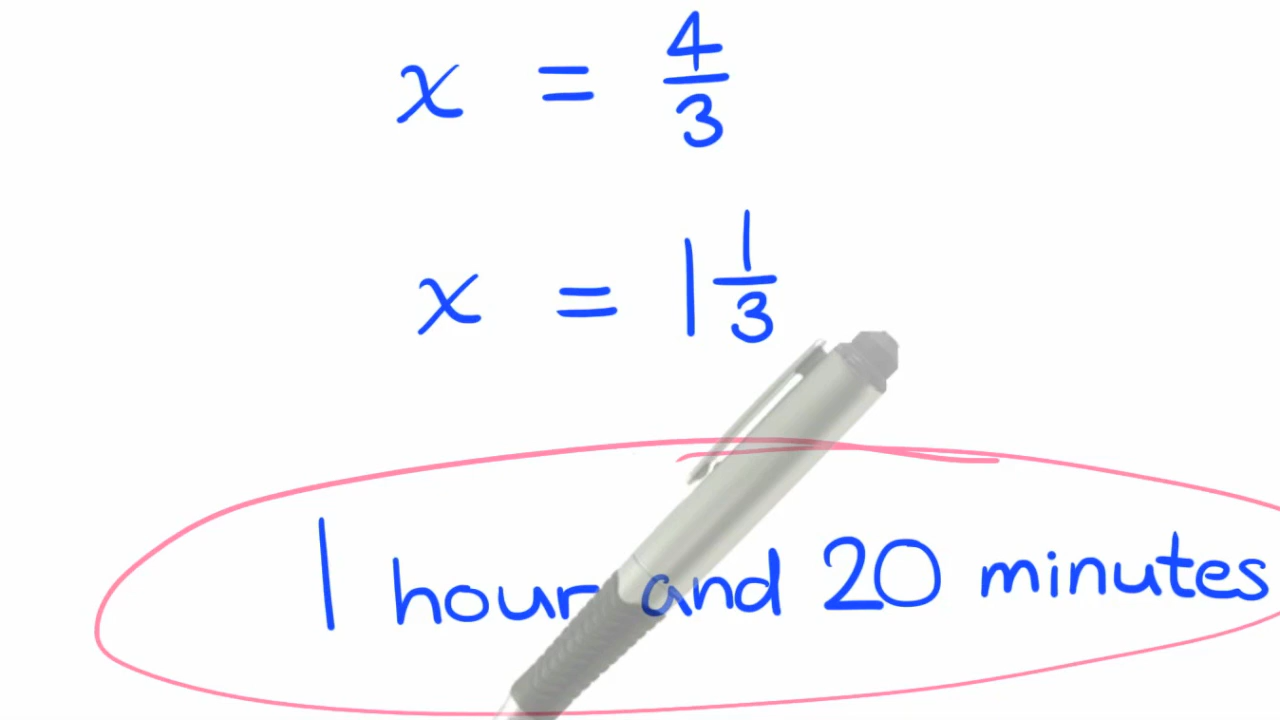 x = 4/3
x = 1 1/3
1 hour and 20 minutes